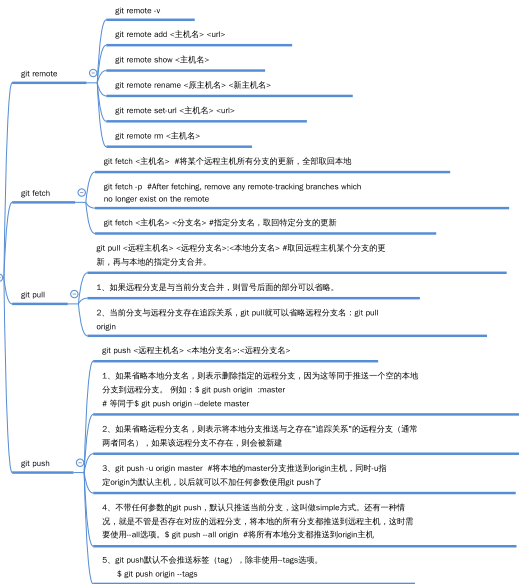 git remote
git remote -v
git remote add <主机名> <url>
git remote show <主机名>
git remote rename <原主机名> <新主机名>
git remote set-url <主机名> <url>
git remote rm <主机名>
git fetch
git fetch <主机名>  #将某个远程主机所有分支的更新，全部取回本地
git fetch -p  #After fetching, remove any remote-tracking branches which
no longer exist on the remote
git fetch <主机名> <分支名> #指定分支名，取回特定分支的更新
git pull
git pull <远程主机名> <远程分支名>:<本地分支名> #取回远程主机某个分支的更
新，再与本地的指定分支合并。
1、如果远程分支是与当前分支合并，则冒号后面的部分可以省略。
2、当前分支与远程分支存在追踪关系，git pull就可以省略远程分支名：git pull
origin
git push
git push <远程主机名> <本地分支名>:<远程分支名>
1、如果省略本地分支名，则表示删除指定的远程分支，因为这等同于推送一个空的本地
分支到远程分支。 例如：$ git push origin  :master
# 等同于$ git push origin --delete master
2、如果省略远程分支名，则表示将本地分支推送与之存在"追踪关系"的远程分支（通常
两者同名），如果该远程分支不存在，则会被新建
3、git push -u origin master  #将本地的master分支推送到origin主机，同时-u指
定origin为默认主机，以后就可以不加任何参数使用git push了
4、不带任何参数的git push，默认只推送当前分支，这叫做simple方式。还有一种情
况，就是不管是否存在对应的远程分支，将本地的所有分支都推送到远程主机，这时需
要使用--all选项。$ git push --all origin  #将所有本地分支都推送到origin主机
5、git push默认不会推送标签（tag），除非使用--tags选项。
$ git push origin --tags